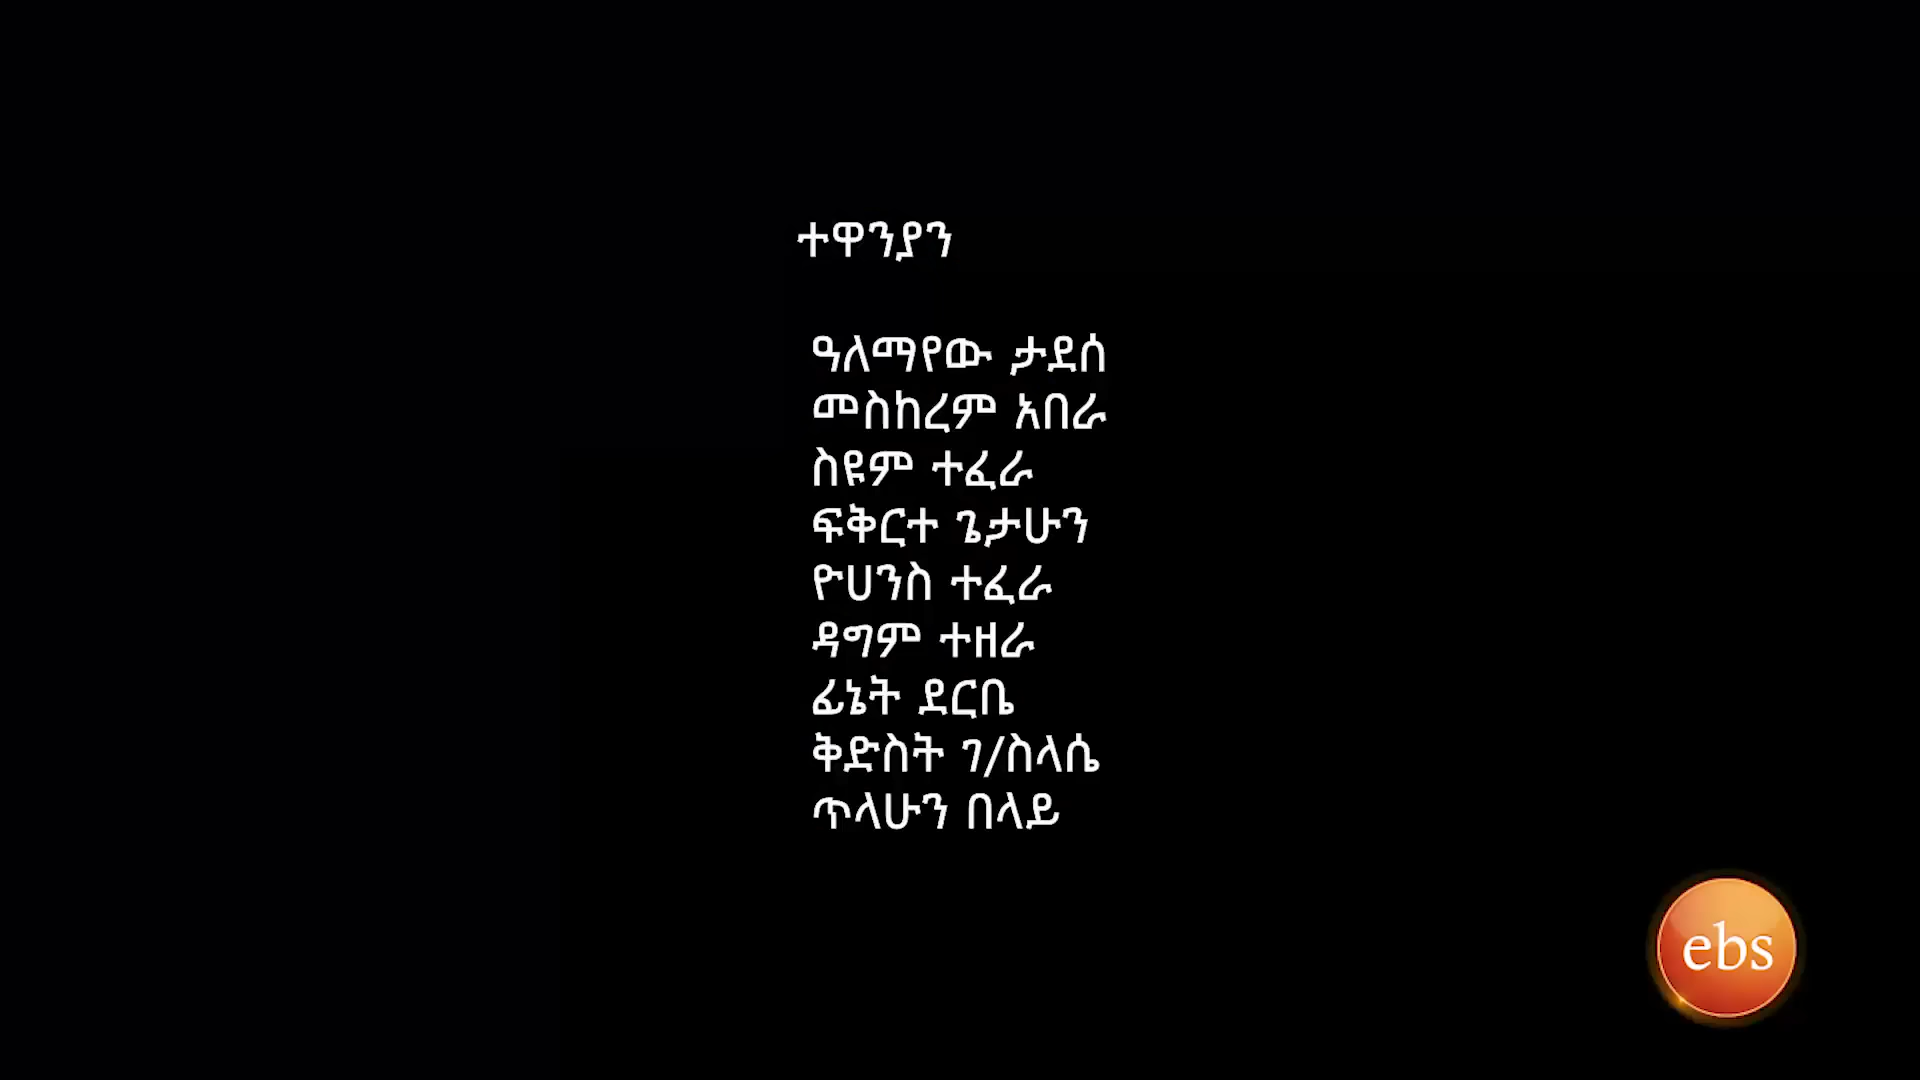 ተዋንያን
ዓለማየው ታደሰ
መስከረም አበራ
ስዩም ተፈራ
ፍቅርተ ጌታሁን
ዮሀንስ ተፈራ
ዳግም ተዘራ
ፊኔት ደርቤ
ቅድስት ገ/ስላሴ
ጥላሁን በላይ
ebs